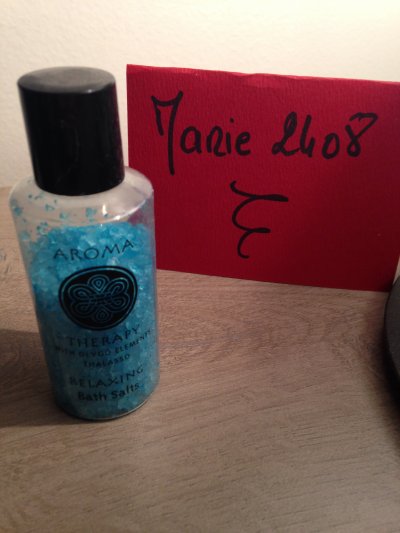 Marie 2408
AROMA
THERAPY
WITH OLIGO ELEMENTS
THALASSO
RELAXING
Bath Salts